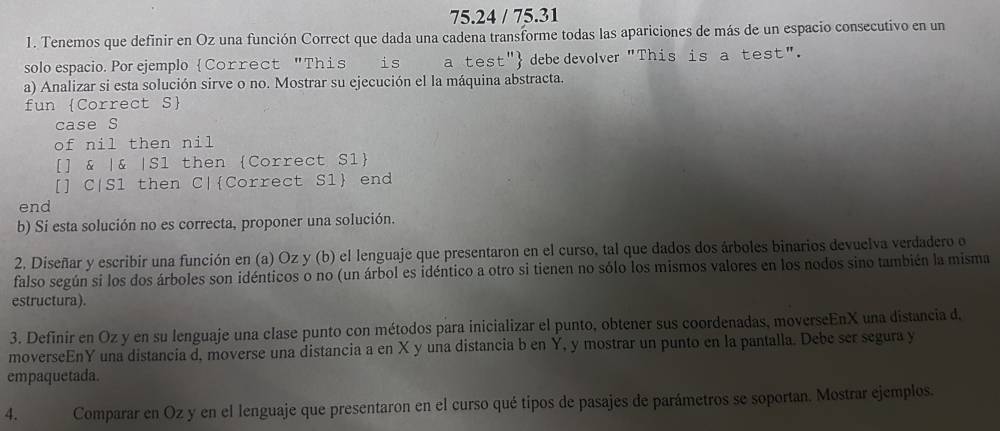 75.24 / 75.31
1. Tenemos que definir en Oz una función Correct que dada una cadena transforme todas las apariciones de más de un espacio consecutivo en un
solo espacio. Por ejemplo {Correct "This   is    a test"} debe devolver "This is a test".
a) Analizar si esta solución sirve o no. Mostrar su ejecución el la máquina abstracta.
fun {Correct S}
case S
of nil then nil
[] & |& |S1 then {Correct S1}
[] C|S1 then C|{Correct S1} end
end
b) Si esta solución no es correcta, proponer una solución.
2. Diseñar y escribir una función en (a) Oz y (b) el lenguaje que presentaron en el curso, tal que dados dos árboles binarios devuelva verdadero o
falso según si los dos árboles son idénticos o no (un árbol es idéntico a otro si tienen no sólo los mismos valores en los nodos sino también la misma
estructura).
3. Definir en Oz y en su lenguaje una clase punto con métodos para inicializar el punto, obtener sus coordenadas, moverseEnX una distancia d,
moverseEnY una distancia d, moverse una distancia a en X y una distancia b en Y, y mostrar un punto en la pantalla. Debe ser segura y
empaquetada.
4. Comparar en Oz y en el lenguaje que presentaron en el curso qué tipos de pasajes de parámetros se soportan. Mostrar ejemplos.